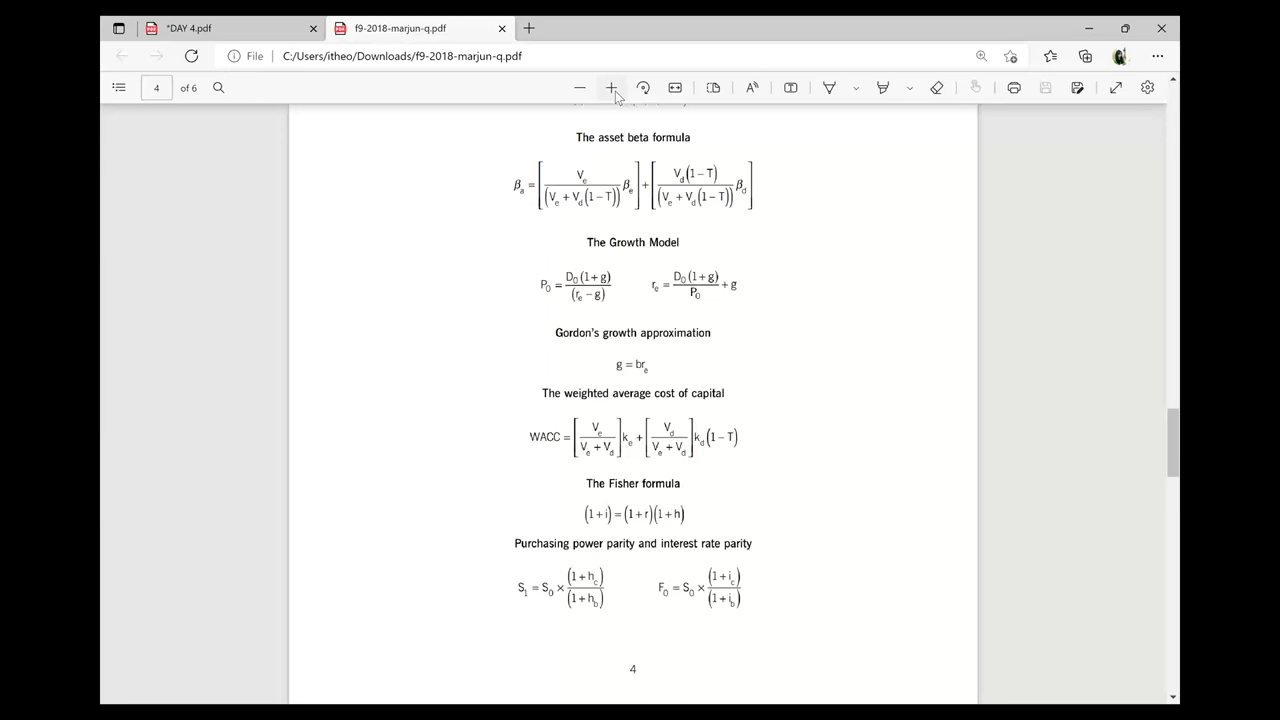 *DAY 4.pdf
f9-2018-marjun-q.pdf
File
C:/Users/itheo/Downloads/f9-2018-marjun-q.pdf
4 of 6
The asset beta formula
βa = [Ve / (Ve + Vd(1 – T)) βe] + [Vd(1 – T) / (Ve + Vd(1 – T)) βd]
The Growth Model
P0 = D0(1 + g) / (re – g)    re = D0(1 + g) / P0 + g
Gordon's growth approximation
g = bre
The weighted average cost of capital
WACC = [Ve / (Ve + Vd)] ke + [Vd / (Ve + Vd)] kd(1 – T)
The Fisher formula
(1 + i) = (1 + r)(1 + h)
Purchasing power parity and interest rate parity
S1 = S0 × (1 + hc) / (1 + hb)    F0 = S0 × (1 + ic) / (1 + ib)
4